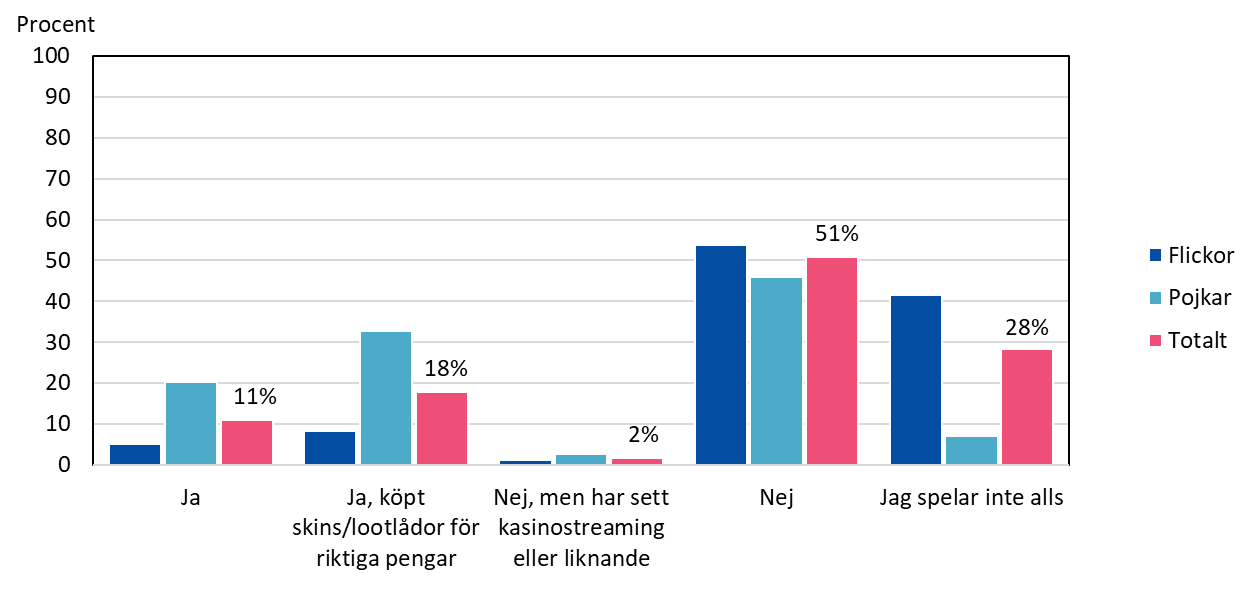 Procent
100
90
80
70
60
50
40
30
20
10
0
11%
18%
2%
51%
28%
Ja
Ja, köpt
skins/lootlådor för
riktiga pengar
Nej, men har sett
kasinostreaming
eller liknande
Nej
Jag spelar inte alls
Flickor
Pojkar
Totalt